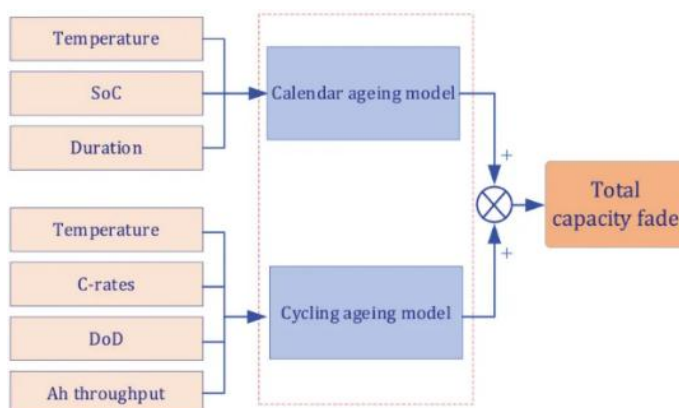 Temperature
SoC
Duration
Calendar ageing model
+
Total
capacity fade
+
Temperature
C-rates
DoD
Ah throughput
Cycling ageing model